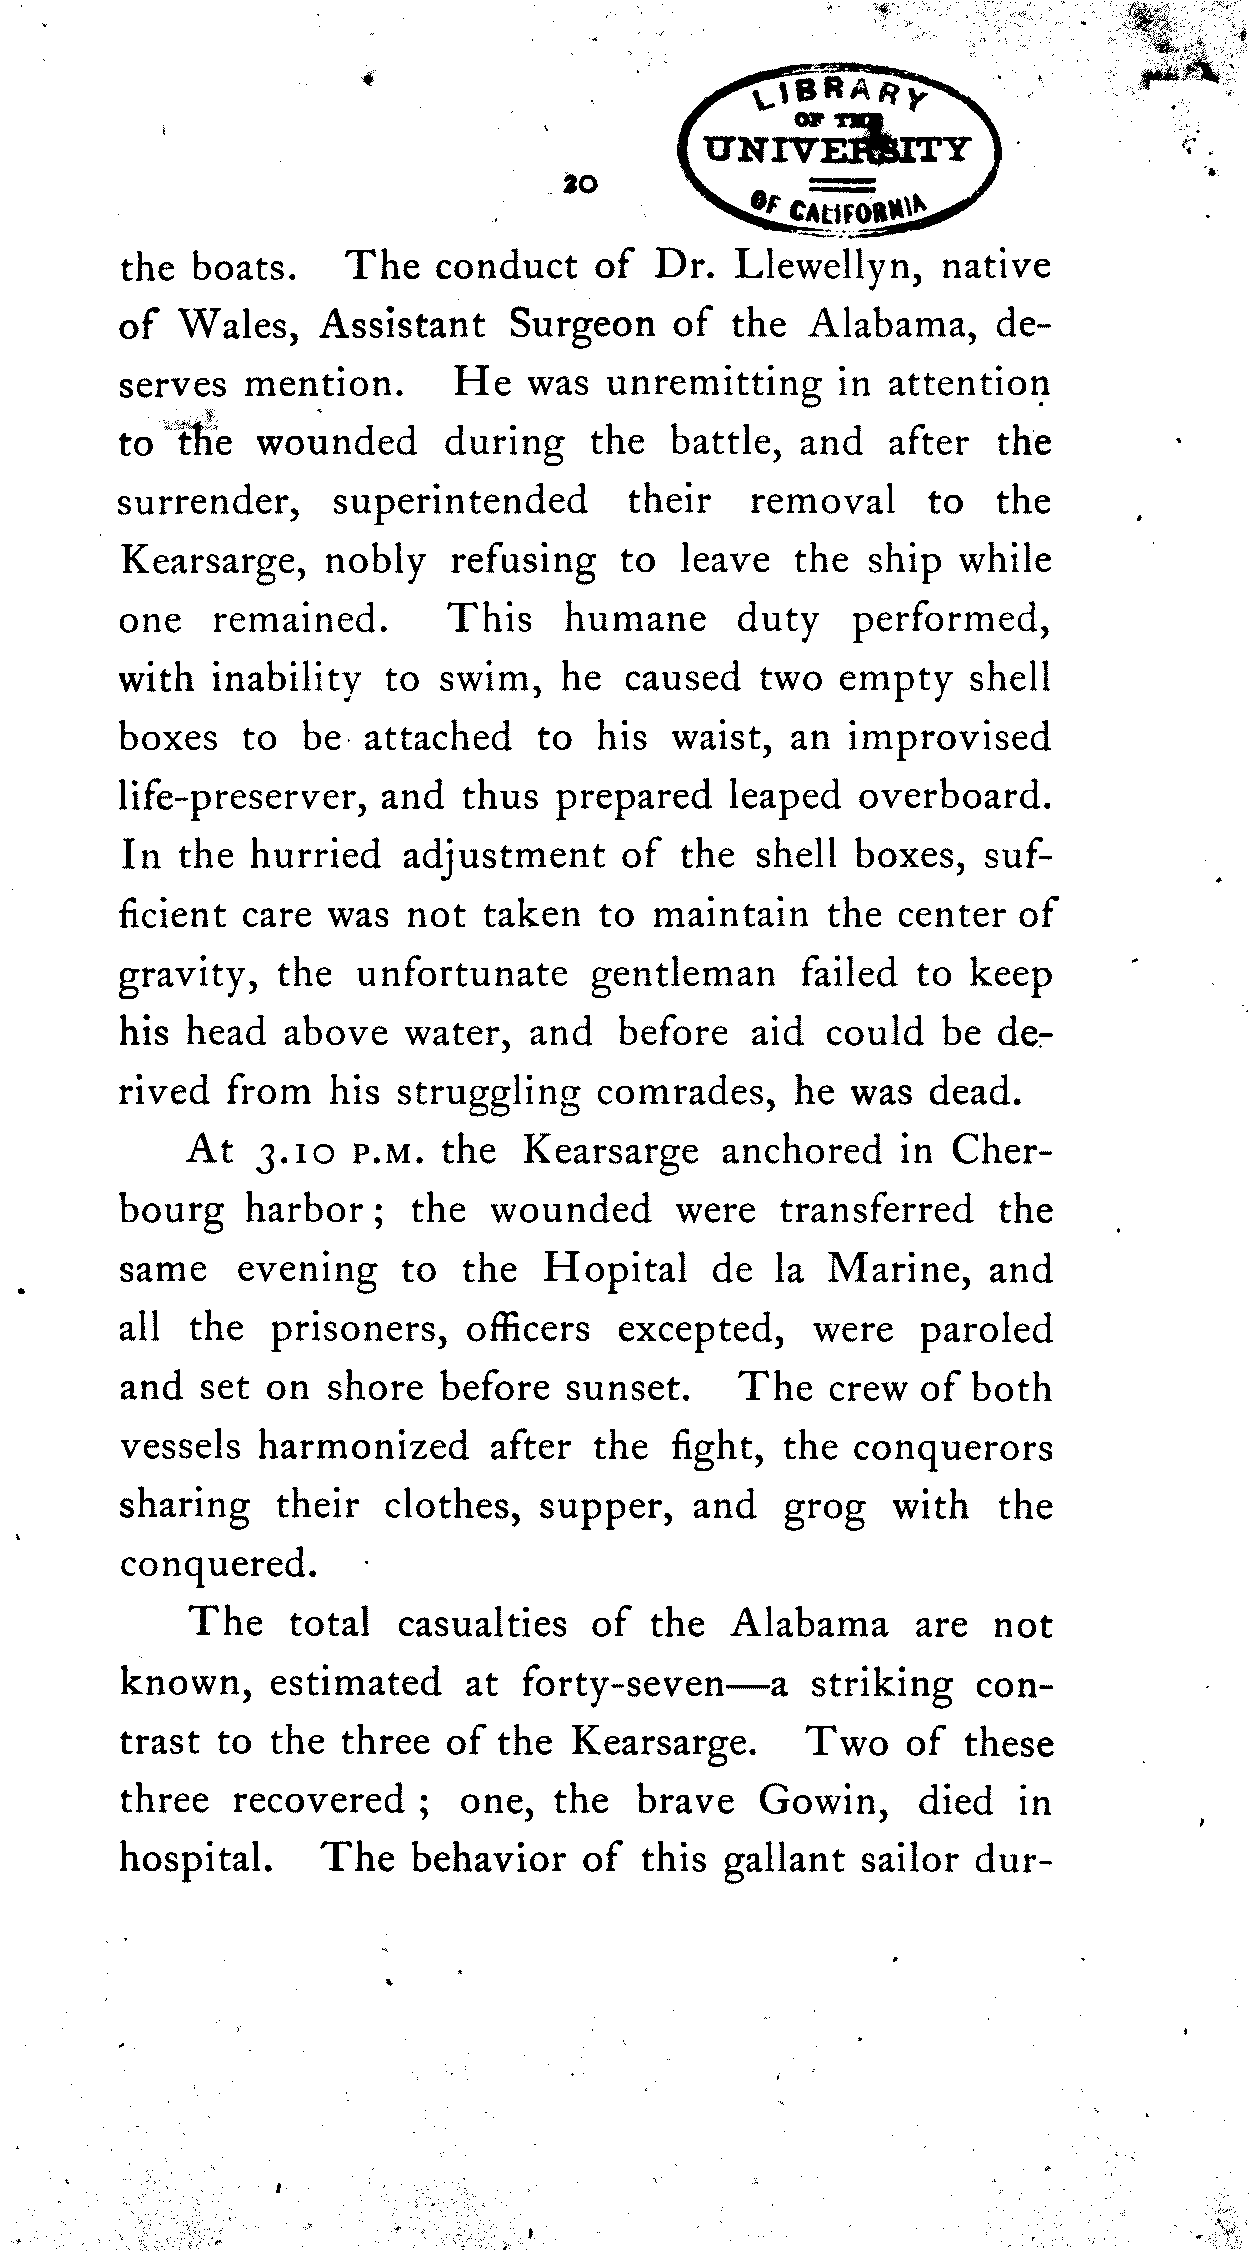 LIBRARY
OF THE
UNIVERSITY
OF CALIFORNIA
20
the boats. The conduct of Dr. Llewellyn, native
of Wales, Assistant Surgeon of the Alabama, de-
serves mention. He was unremitting in attention
to the wounded during the battle, and after the
surrender, superintended their removal to the
Kearsarge, nobly refusing to leave the ship while
one remained. This humane duty performed,
with inability to swim, he caused two empty shell
boxes to be attached to his waist, an improvised
life-preserver, and thus prepared leaped overboard.
In the hurried adjustment of the shell boxes, suf-
ficient care was not taken to maintain the center of
gravity, the unfortunate gentleman failed to keep
his head above water, and before aid could be de-
rived from his struggling comrades, he was dead.
At 3.10 P.M. the Kearsarge anchored in Cher-
bourg harbor; the wounded were transferred the
same evening to the Hopital de la Marine, and
all the prisoners, officers excepted, were paroled
and set on shore before sunset. The crew of both
vessels harmonized after the fight, the conquerors
sharing their clothes, supper, and grog with the
conquered.
The total casualties of the Alabama are not
known, estimated at forty-seven—a striking con-
trast to the three of the Kearsarge. Two of these
three recovered; one, the brave Gowin, died in
hospital. The behavior of this gallant sailor dur-